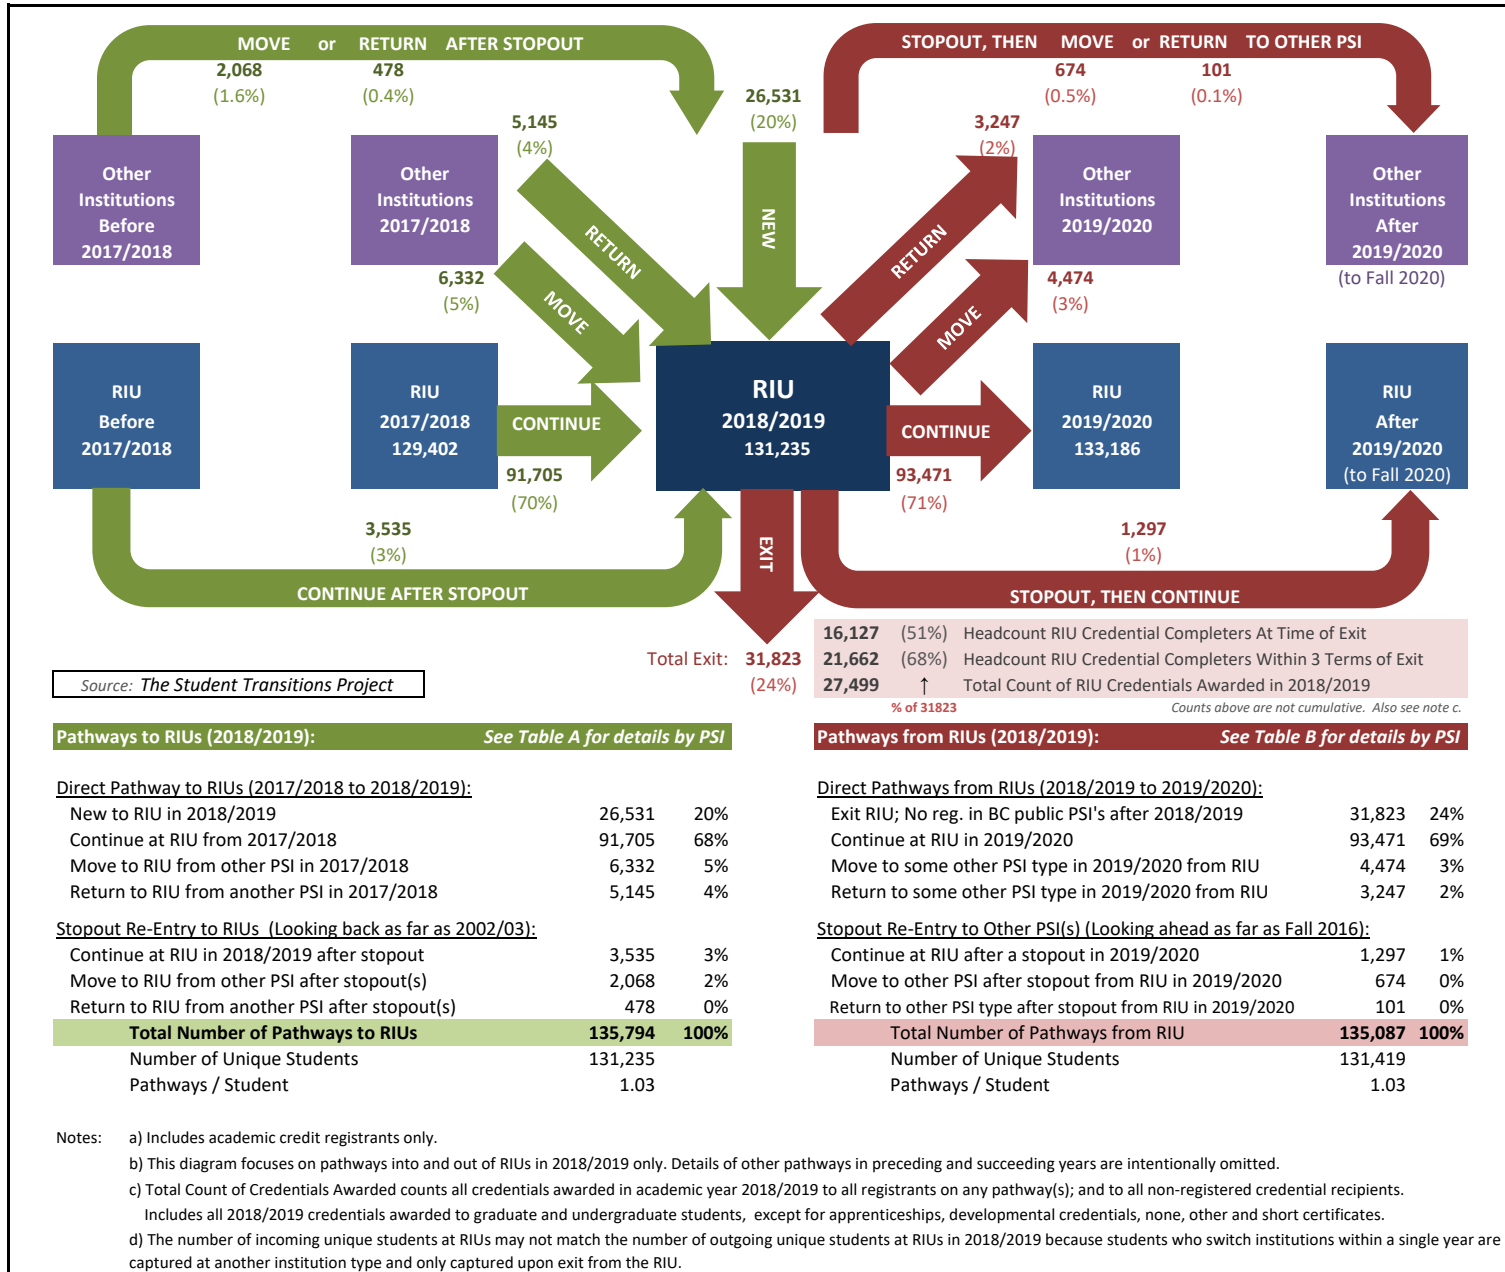 MOVE or RETURN AFTER STOPOUT
2,068 478
(1.6%) (0.4%)
STOPOUT, THEN MOVE or RETURN TO OTHER PSI
674 101
(0.5%) (0.1%)
26,531
(20%)
5,145
(4%)
3,247
(2%)
Other
Institutions
Before
2017/2018
Other
Institutions
2017/2018
RETURN
NEW
RETURN
Other
Institutions
2019/2020
Other
Institutions
After
2019/2020
(to Fall 2020)
6,332
(5%)
MOVE
MOVE
4,474
(3%)
RIU
Before
2017/2018
RIU
2017/2018
129,402
CONTINUE
91,705
(70%)
RIU
2018/2019
131,235
CONTINUE
93,471
(71%)
RIU
2019/2020
133,186
RIU
After
2019/2020
(to Fall 2020)
3,535
(3%)
CONTINUE AFTER STOPOUT
EXIT
1,297
(1%)
STOPOUT, THEN CONTINUE
Total Exit: 31,823
(24%)
16,127 (51%) Headcount RIU Credential Completers At Time of Exit
21,662 (68%) Headcount RIU Credential Completers Within 3 Terms of Exit
27,499 ↑ Total Count of RIU Credentials Awarded in 2018/2019
% of 31823 Counts above are not cumulative. Also see note c.
Source: The Student Transitions Project
Pathways to RIUs (2018/2019): See Table A for details by PSI
Direct Pathway to RIUs (2017/2018 to 2018/2019):
New to RIU in 2018/2019 26,531 20%
Continue at RIU from 2017/2018 91,705 68%
Move to RIU from other PSI in 2017/2018 6,332 5%
Return to RIU from another PSI in 2017/2018 5,145 4%
Stopout Re-Entry to RIUs (Looking back as far as 2002/03):
Continue at RIU in 2018/2019 after stopout 3,535 3%
Move to RIU from other PSI after stopout(s) 2,068 2%
Return to RIU from another PSI after stopout(s) 478 0%
Total Number of Pathways to RIUs 135,794 100%
Number of Unique Students 131,235
Pathways / Student 1.03
Pathways from RIUs (2018/2019): See Table B for details by PSI
Direct Pathways from RIUs (2018/2019 to 2019/2020):
Exit RIU; No reg. in BC public PSI's after 2018/2019 31,823 24%
Continue at RIU in 2019/2020 93,471 69%
Move to some other PSI type in 2019/2020 from RIU 4,474 3%
Return to some other PSI type in 2019/2020 from RIU 3,247 2%
Stopout Re-Entry to Other PSI(s) (Looking ahead as far as Fall 2016):
Continue at RIU after a stopout in 2019/2020 1,297 1%
Move to other PSI after stopout from RIU in 2019/2020 674 0%
Return to other PSI type after stopout from RIU in 2019/2020 101 0%
Total Number of Pathways from RIU 135,087 100%
Number of Unique Students 131,419
Pathways / Student 1.03
Notes: a) Includes academic credit registrants only.
b) This diagram focuses on pathways into and out of RIUs in 2018/2019 only. Details of other pathways in preceding and succeeding years are intentionally omitted.
c) Total Count of Credentials Awarded counts all credentials awarded in academic year 2018/2019 to all registrants on any pathway(s); and to all non-registered credential recipients.
Includes all 2018/2019 credentials awarded to graduate and undergraduate students, except for apprenticeships, developmental credentials, none, other and short certificates.
d) The number of incoming unique students at RIUs may not match the number of outgoing unique students at RIUs in 2018/2019 because students who switch institutions within a single year are
captured at another institution type and only captured upon exit from the RIU.